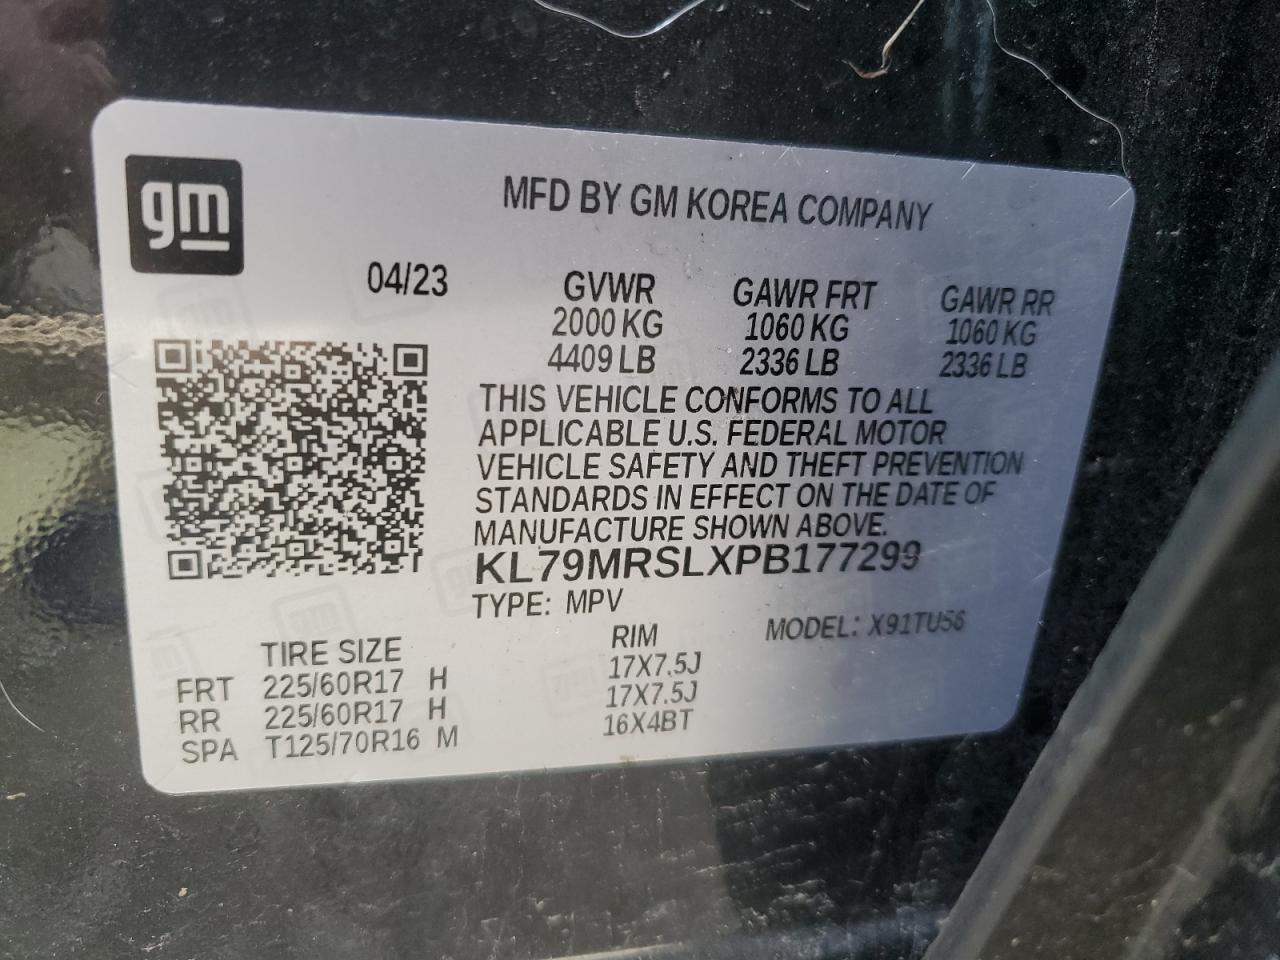 gm
MFD BY GM KOREA COMPANY
04/23 GVWR GAWR FRT GAWR RR
2000 KG 1060 KG 1060 KG
4409 LB 2336 LB 2336 LB
THIS VEHICLE CONFORMS TO ALL
APPLICABLE U.S. FEDERAL MOTOR
VEHICLE SAFETY AND THEFT PREVENTION
STANDARDS IN EFFECT ON THE DATE OF
MANUFACTURE SHOWN ABOVE.
KL79MRSLXPB177299
TYPE: MPV MODEL: X91TU56
TIRE SIZE RIM
FRT 225/60R17 H 17X7.5J
RR 225/60R17 H 17X7.5J
SPA T125/70R16 M 16X4BT